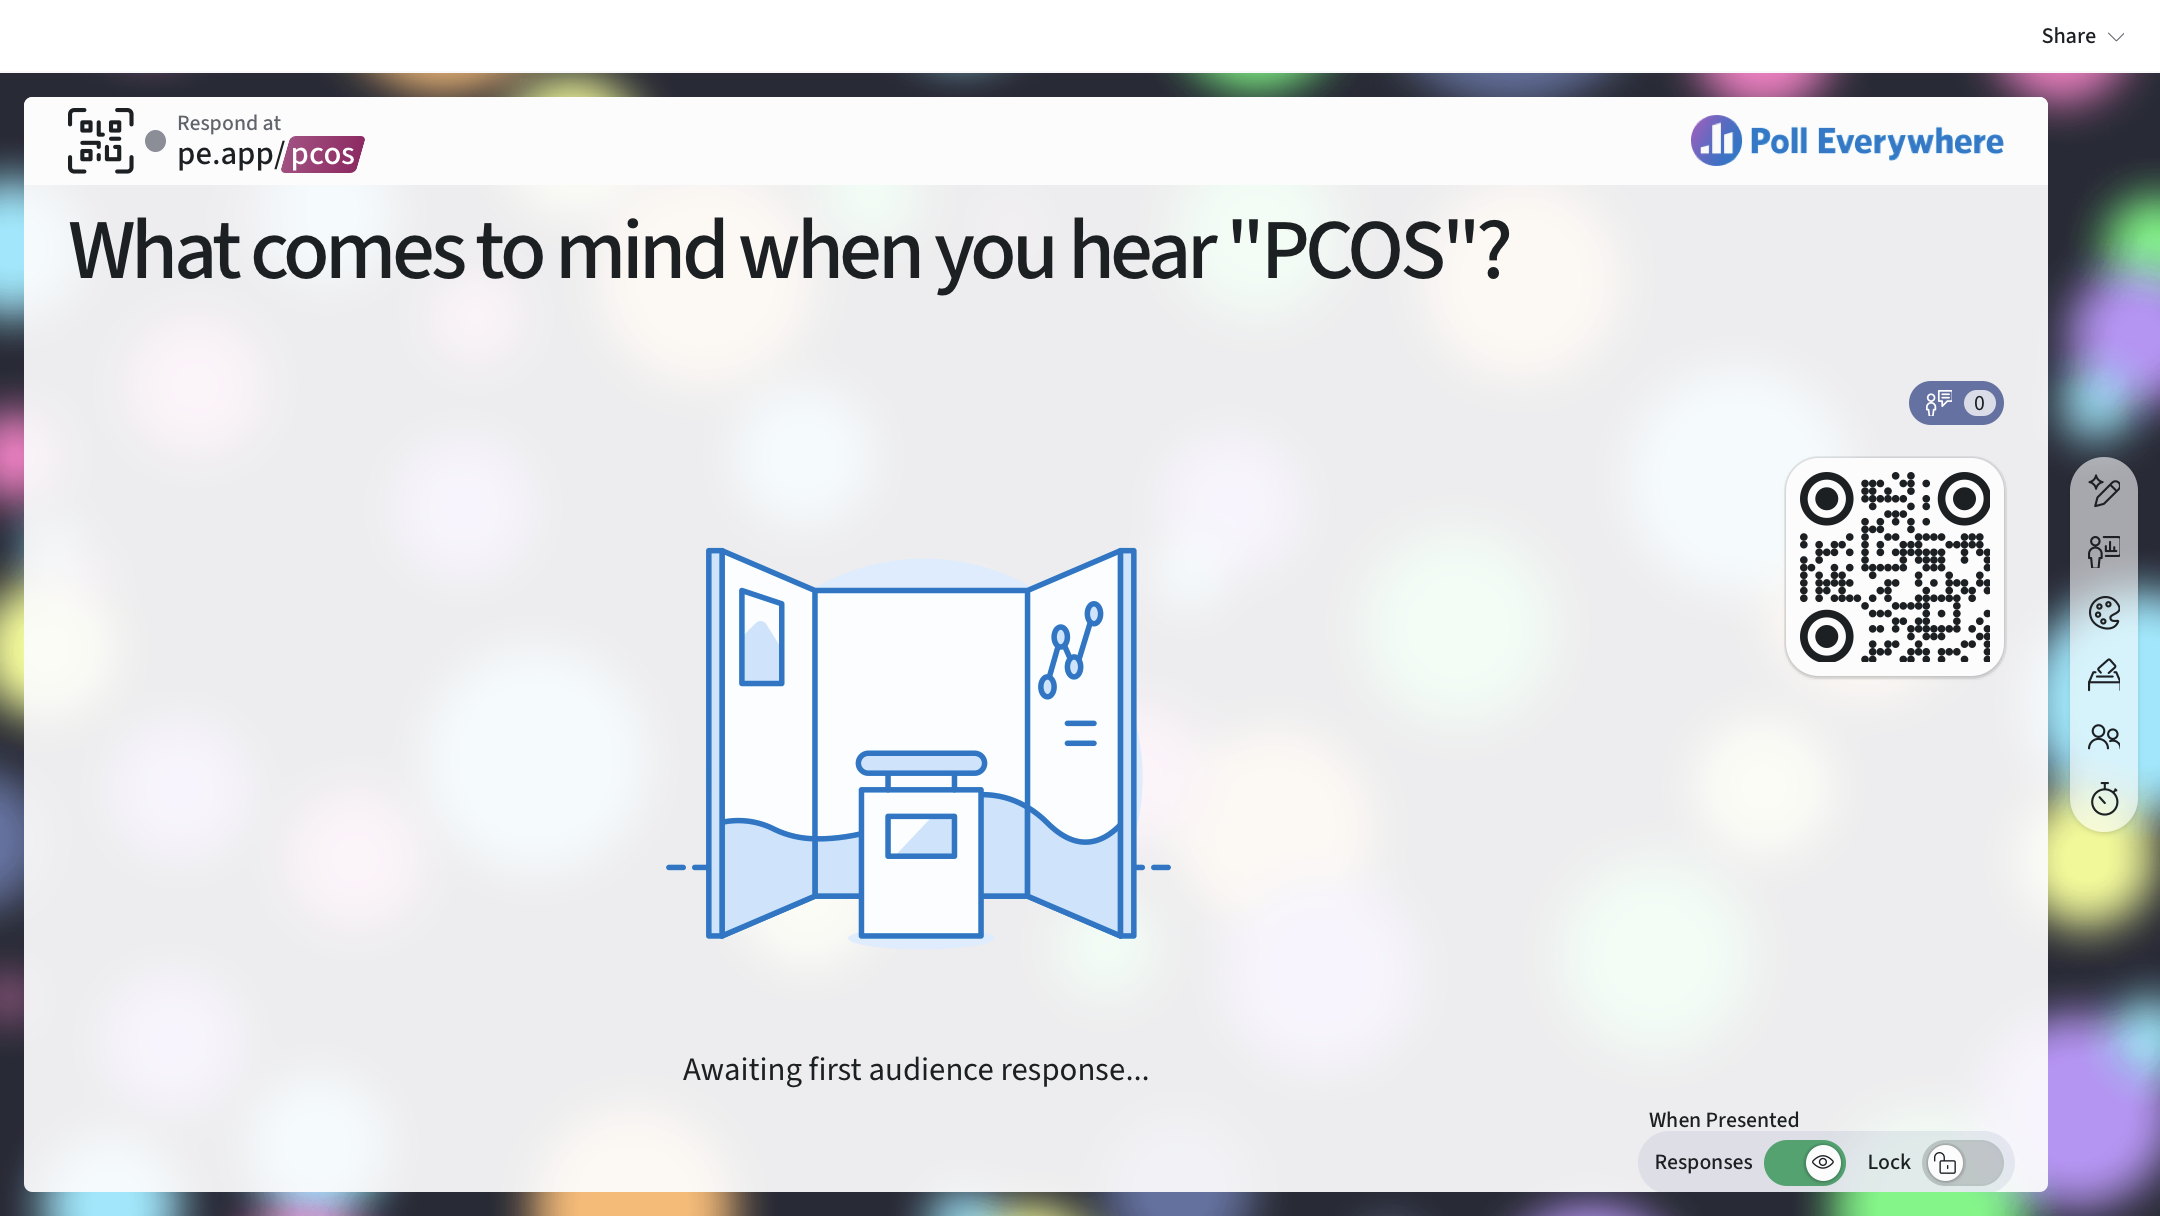 Share
Respond at
pe.app/pcos
Poll Everywhere
What comes to mind when you hear "PCOS"?
0
Awaiting first audience response...
When Presented
Responses
Lock